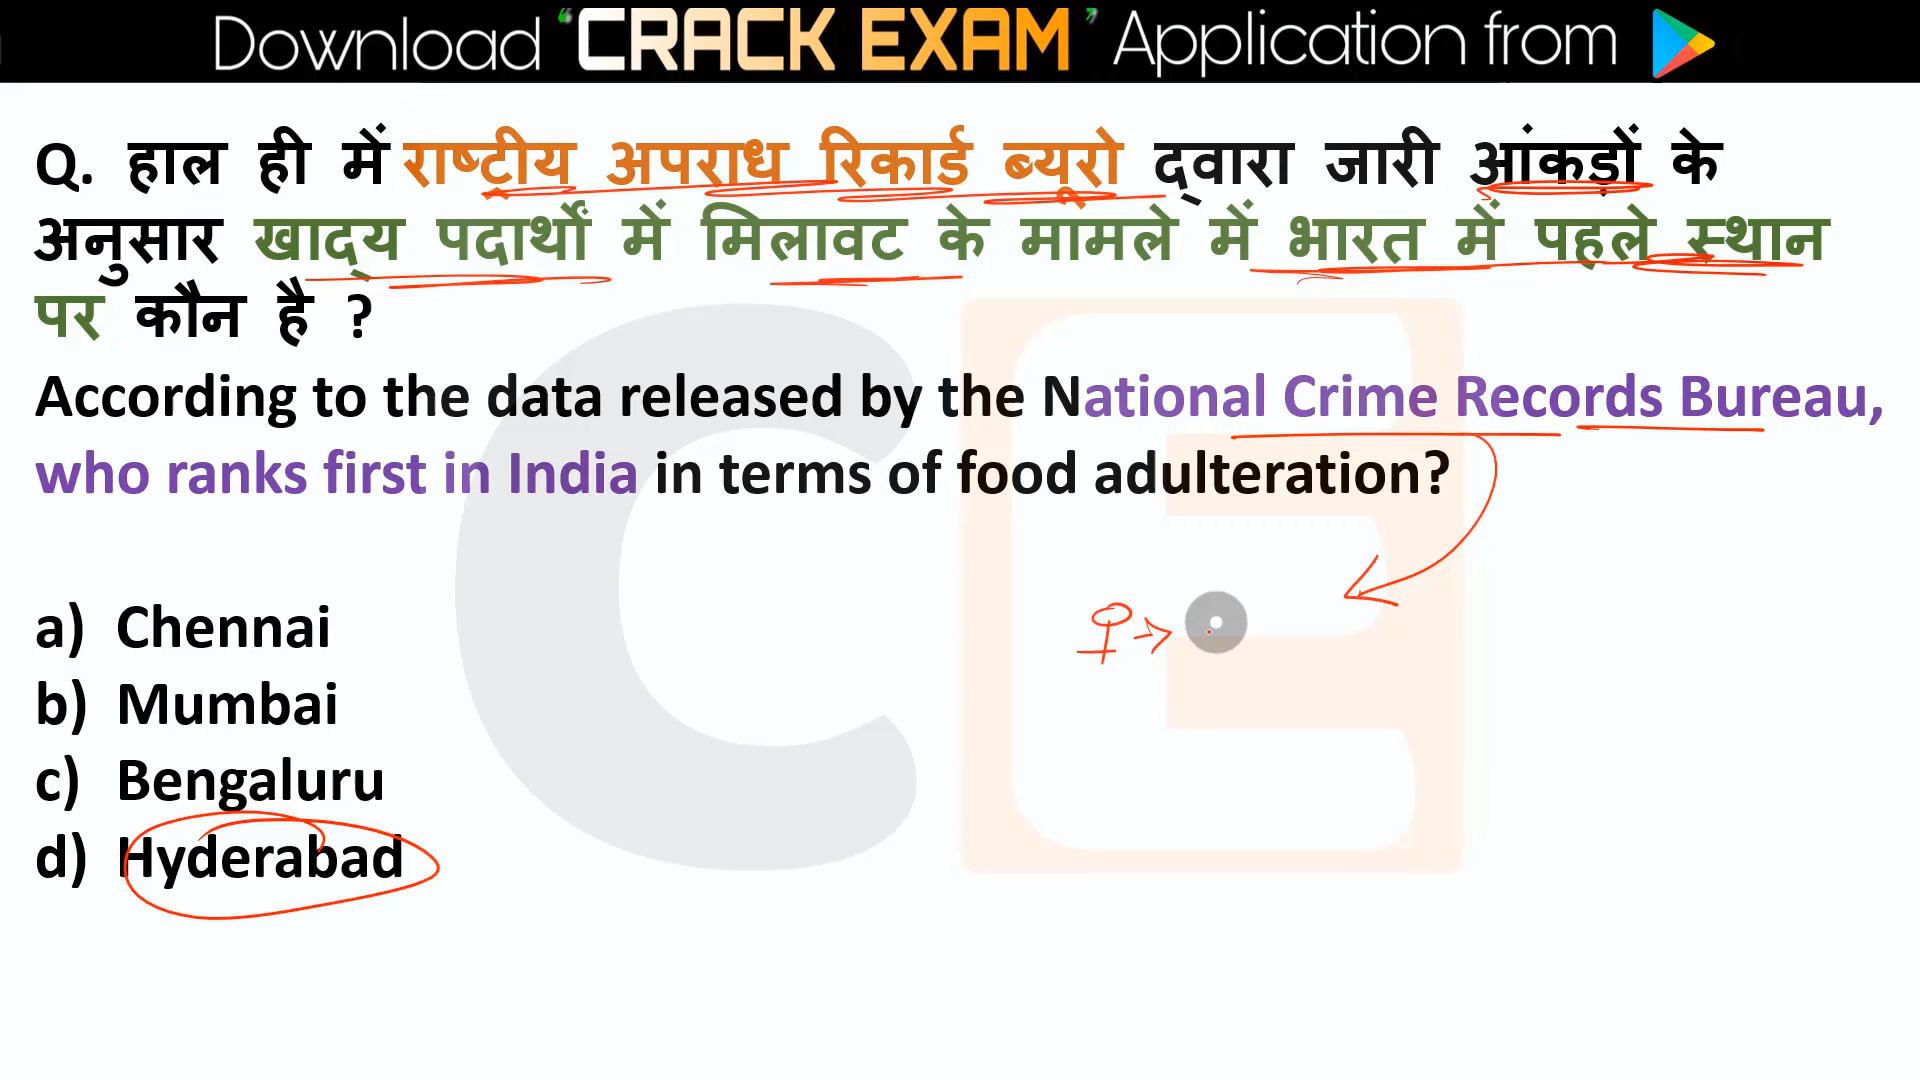 Download ‘CRACK EXAM’ Application from
Q. हाल ही में राष्ट्रीय अपराध रिकार्ड ब्यूरो द्वारा जारी आंकड़ों के
अनुसार खाद्य पदार्थों में मिलावट के मामले में भारत में पहले स्थान
पर कौन है ?
According to the data released by the National Crime Records Bureau,
who ranks first in India in terms of food adulteration?
a) Chennai
b) Mumbai
c) Bengaluru
d) Hyderabad